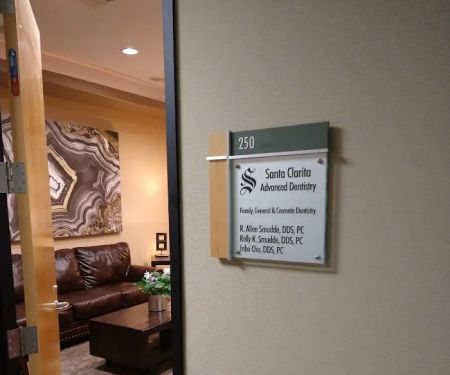 250
S
Santa Clarita
Advanced Dentistry
Family, General & Cosmetic Dentistry
R. Allen Smudde, DDS, PC
Kelly K. Smudde, DDS, PC
Inbo Cho, DDS, PC